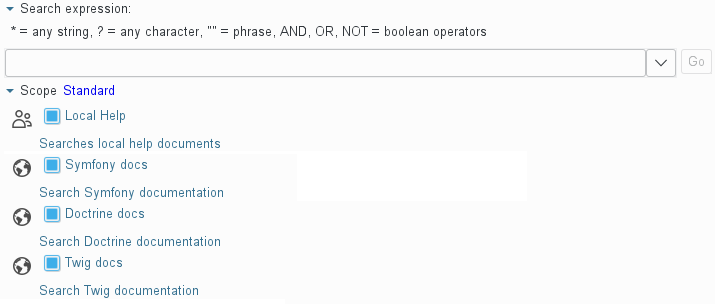 Search expression:
* = any string, ? = any character, "" = phrase, AND, OR, NOT = boolean operators
Go
Scope Standard
Local Help
Searches local help documents
Symfony docs
Search Symfony documentation
Doctrine docs
Search Doctrine documentation
Twig docs
Search Twig documentation